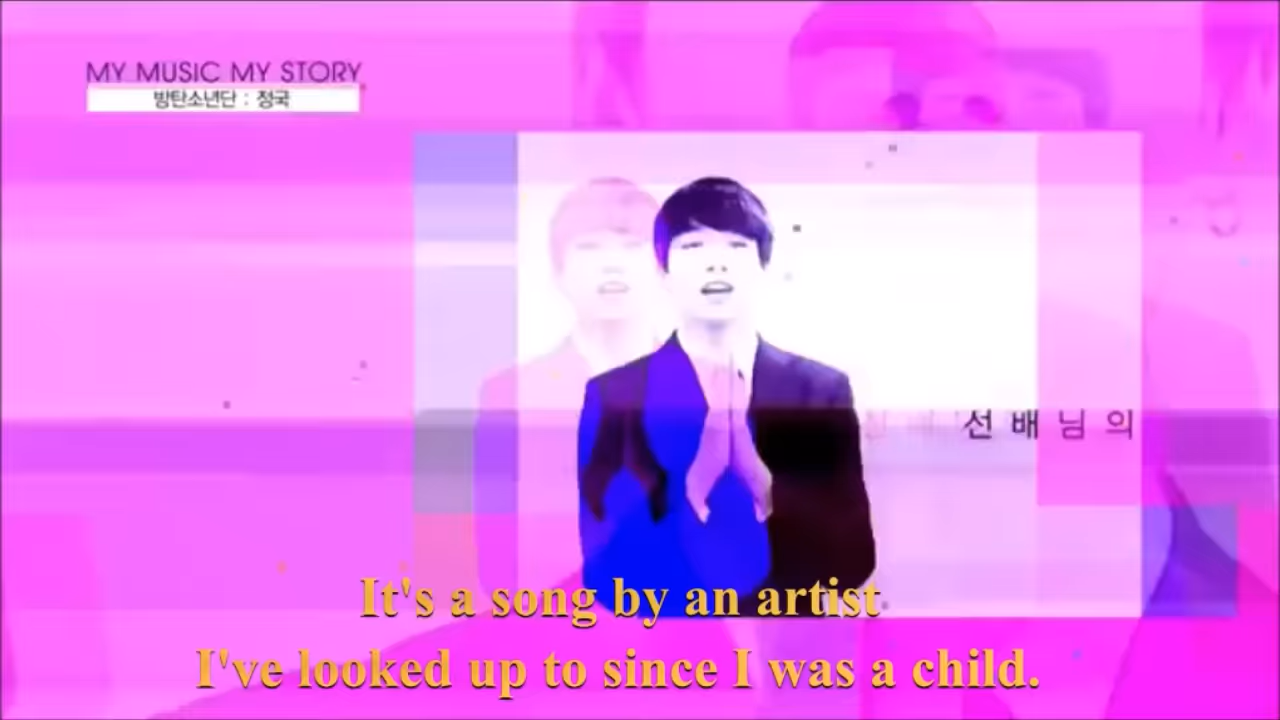 MY MUSIC MY STORY
방탄소년단 : 정국
선배님의
It's a song by an artist
I've looked up to since I was a child.